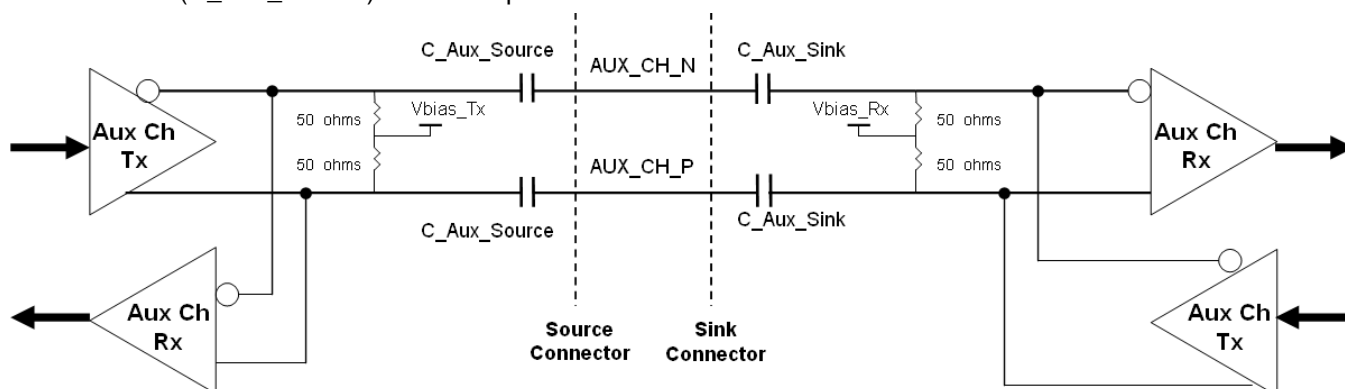 C_Aux_Source
C_Aux_Sink
AUX_CH_N
Vbias_Tx
Vbias_Rx
50 ohms
50 ohms
Aux Ch
Tx
Aux Ch
Rx
50 ohms
50 ohms
AUX_CH_P
C_Aux_Source
C_Aux_Sink
Aux Ch
Rx
Source
Connector
Sink
Connector
Aux Ch
Tx